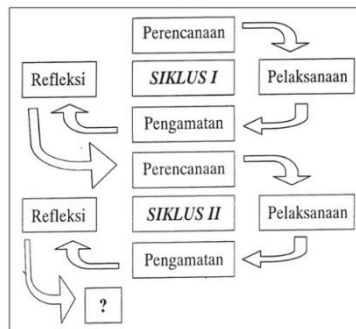 Perencanaan
Refleksi
SIKLUS I
Pelaksanaan
Pengamatan
Perencanaan
Refleksi
SIKLUS II
Pelaksanaan
Pengamatan
?